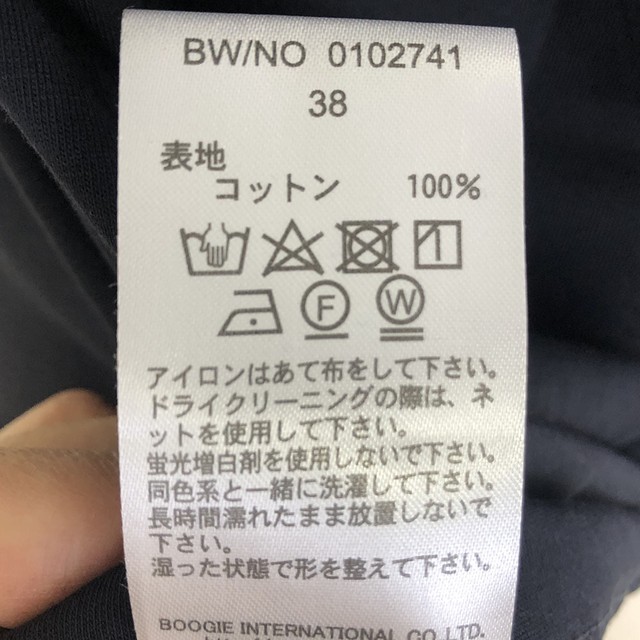 BW/NO 0102741
38
表地
コットン 100%
F W
アイロンはあて布をして下さい。
ドライクリーニングの際は、ネ
ットを使用して下さい。
蛍光増白剤を使用しないで下さい。
同色系と一緒に洗濯して下さい。
長時間濡れたまま放置しないで
下さい。
湿った状態で形を整えて下さい。
BOOGIE INTERNATIONAL CO.,LTD.